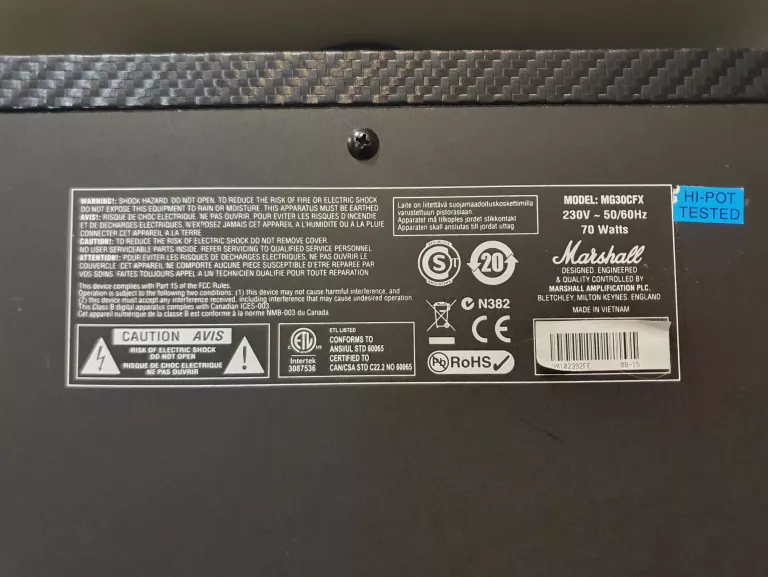 WARNING!: SHOCK HAZARD DO NOT OPEN. TO REDUCE THE RISK OF FIRE OR ELECTRIC SHOCK
DO NOT EXPOSE THIS EQUIPMENT TO RAIN OR MOISTURE. THIS APPARATUS MUST BE EARTHED.
AVIS!: RISQUE DE CHOC ELECTRIQUE. NE PAS OUVRIR. POUR EVITER LES RISQUES D'INCENDIE
ET DE DECHARGES ELECTRIQUES, N'EXPOSEZ JAMAIS CET APPAREIL A L'HUMIDITE OU A LA PLUIE
CONNECTER CET APPAREIL A LA TERRE
CAUTION!: TO REDUCE THE RISK OF ELECTRIC SHOCK DO NOT REMOVE COVER.
NO USER SERVICEABLE PARTS INSIDE. REFER SERVICING TO QUALIFIED SERVICE PERSONNEL
ATTENTION!: POUR EVITER LES RISQUES DE DECHARGES ELECTRIQUES. NE PAS OUVRIR LE
COUVERCLE CET APPAREIL NE COMPORTE AUCUNE PIECE SUSCEPTIBLE D'ETRE REPAREE PAR
VOS SOINS FAITES TOUJOURS APPEL A UN TECHNICIEN QUALIFIE POUR TOUTE REPARATION
This device complies with Part 15 of the FCC Rules.
Operation is subject to the following two conditions: (1) this device may not cause harmful interference, and
(2) this device must accept any interference received, including interference that may cause undesired operation
This Class B digital apparatus complies with Canadian ICES-003.
Cet appareil numérique de la classe B est conforme à la norme NMB-003 du Canada
CAUTION AVIS
RISK OF ELECTRIC SHOCK
DO NOT OPEN
RISQUE DE CHOC ELECTRIQUE
NE PAS OUVRIR
ETL LISTED
CONFORMS TO
ANSI/UL STD 60065
CERTIFIED TO
CAN/CSA STD C22.2 NO 60065
C ETL US
Intertek
3087536
Laite on liitettävä suojamaadoituskoskettimilla
varustettuun pistorasiaan.
Apparatet må tilkoples jordet stikkontakt
Apparaten skall anslutas till jordat uttag
S T
20
N382
CE
Pb RoHS
MODEL: MG30CFX
230V ~ 50/60Hz
70 Watts
Marshall
DESIGNED, ENGINEERED
& QUALITY CONTROLLED BY
MARSHALL AMPLIFICATION PLC.
BLETCHLEY, MILTON KEYNES, ENGLAND
MADE IN VIETNAM
08-15
HI-POT
TESTED